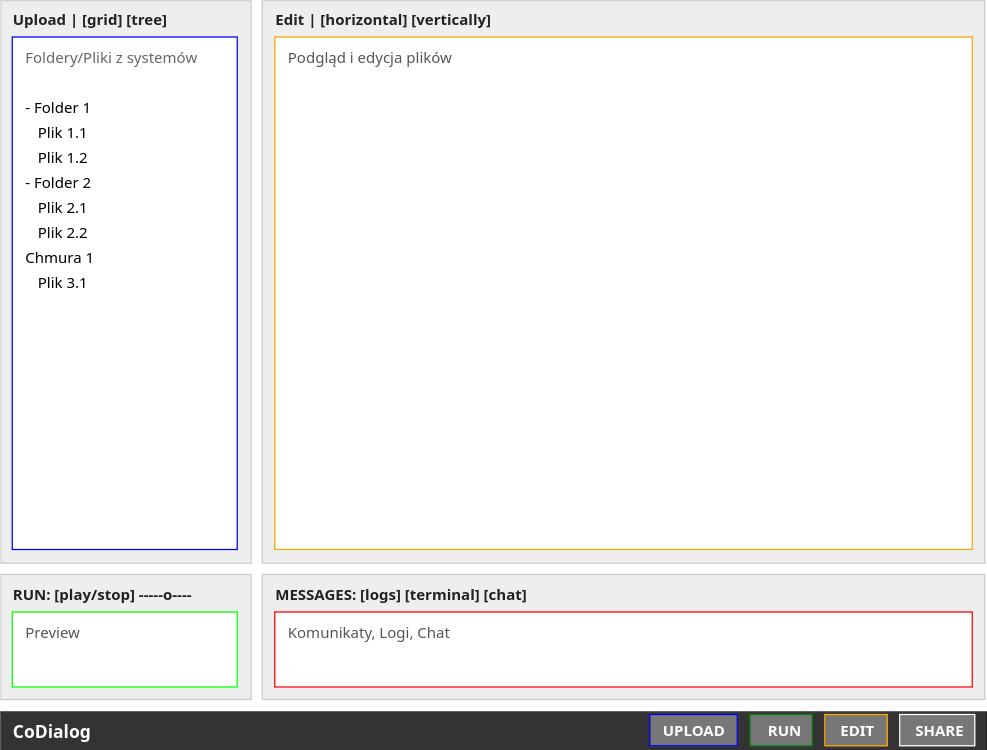 Upload | [grid] [tree]
Foldery/Pliki z systemów
- Folder 1
Plik 1.1
Plik 1.2
- Folder 2
Plik 2.1
Plik 2.2
Chmura 1
Plik 3.1
Edit | [horizontal] [vertically]
Podgląd i edycja plików
RUN: [play/stop] -----o----
Preview
MESSAGES: [logs] [terminal] [chat]
Komunikaty, Logi, Chat
CoDialog
UPLOAD
RUN
EDIT
SHARE